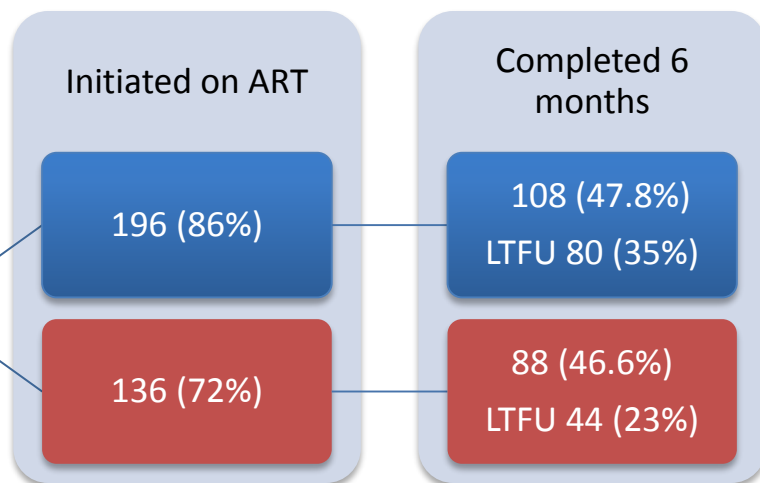 Initiated on ART
Completed 6
months
196 (86%)
108 (47.8%)
LTFU 80 (35%)
136 (72%)
88 (46.6%)
LTFU 44 (23%)